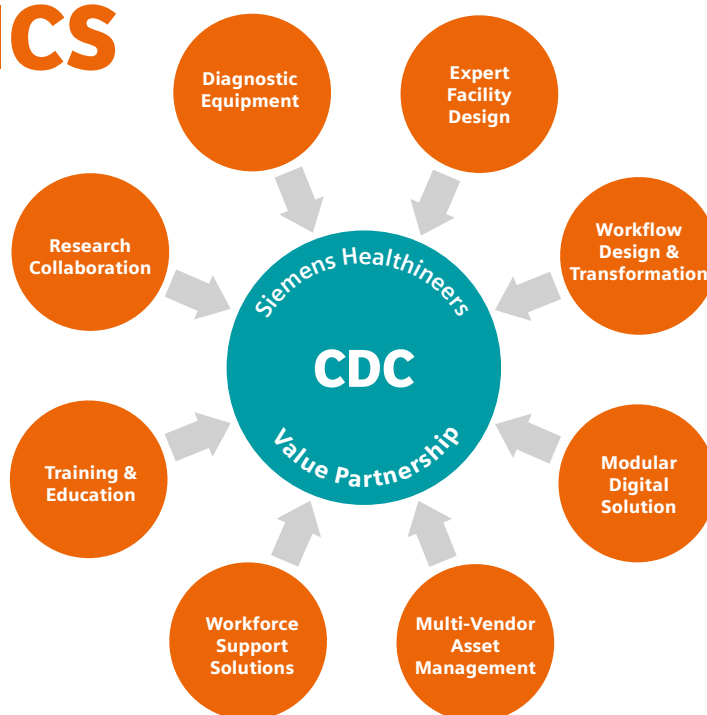 Diagnostic
Equipment
Expert
Facility
Design
Research
Collaboration
Workflow
Design &
Transformation
Siemens Healthineers
CDC
Value Partnership
Training &
Education
Modular
Digital
Solution
Workforce
Support
Solutions
Multi-Vendor
Asset
Management